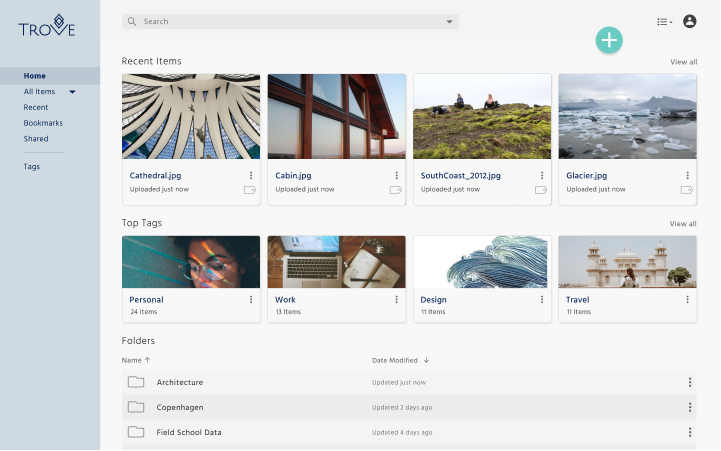 TROVE
Search
Home
All Items
Recent
Bookmarks
Shared
Tags
Recent Items
View all
Cathedral.jpg
Uploaded just now
Cabin.jpg
Uploaded just now
SouthCoast_2012.jpg
Uploaded just now
Glacier.jpg
Uploaded just now
Top Tags
View all
Personal
24 Items
Work
13 Items
Design
11 Items
Travel
11 Items
Folders
Name
Date Modified
Architecture
Updated just now
Copenhagen
Updated 2 days ago
Field School Data
Updated 4 days ago